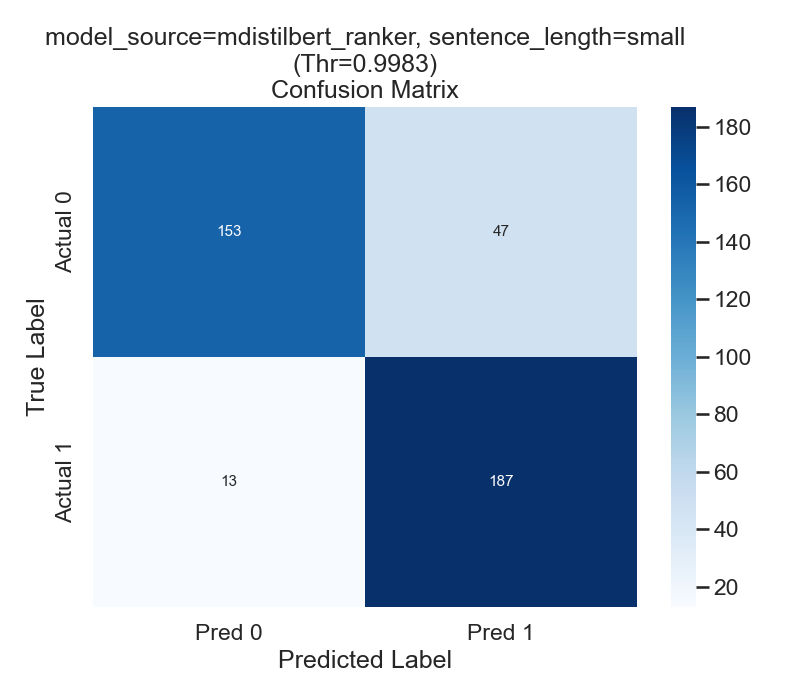 model_source=mdistilbert_ranker, sentence_length=small
(Thr=0.9983)
Confusion Matrix
True Label
Actual 0
Actual 1
153
47
13
187
Pred 0
Pred 1
Predicted Label
180
160
140
120
100
80
60
40
20